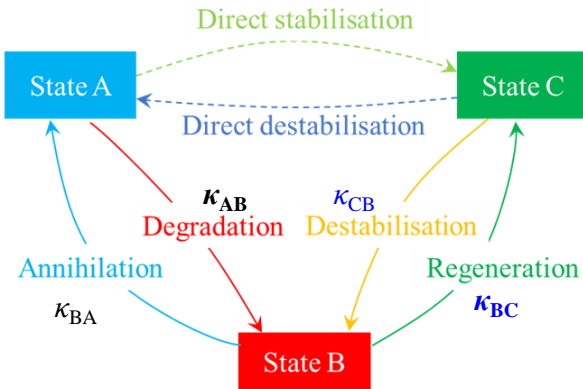 Direct stabilisation
State A
State C
Direct destabilisation
κAB
κCB
Degradation
Destabilisation
Annihilation
Regeneration
κBA
κBC
State B